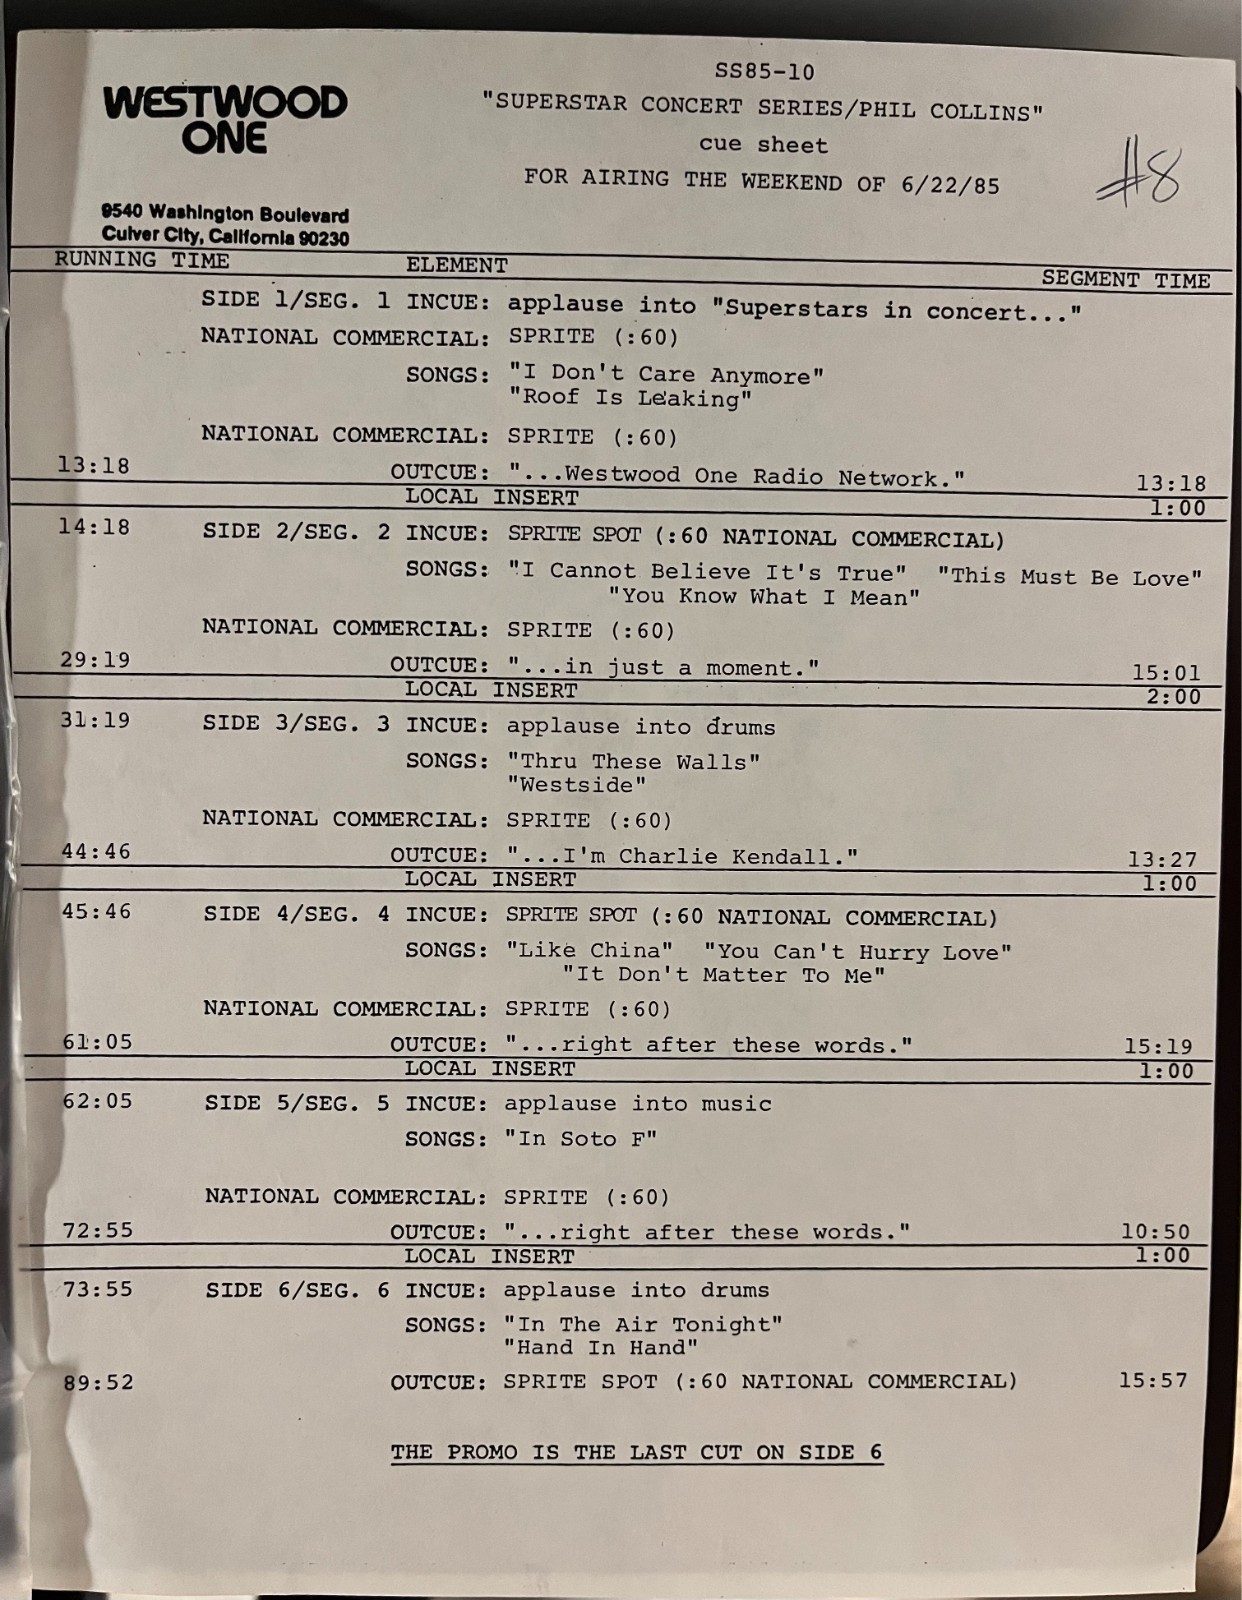 SS85-10
WESTWOOD
ONE
"SUPERSTAR CONCERT SERIES/PHIL COLLINS"
cue sheet
#8
FOR AIRING THE WEEKEND OF 6/22/85
9540 Washington Boulevard
Culver City, California 90230
RUNNING TIME ELEMENT SEGMENT TIME
SIDE 1/SEG. 1 INCUE: applause into "Superstars in concert..."
NATIONAL COMMERCIAL: SPRITE (:60)
SONGS: "I Don't Care Anymore"
"Roof Is Leaking"
NATIONAL COMMERCIAL: SPRITE (:60)
13:18 OUTCUE: "...Westwood One Radio Network." 13:18
LOCAL INSERT 1:00
14:18 SIDE 2/SEG. 2 INCUE: SPRITE SPOT (:60 NATIONAL COMMERCIAL)
SONGS: "I Cannot Believe It's True" "This Must Be Love"
"You Know What I Mean"
NATIONAL COMMERCIAL: SPRITE (:60)
29:19 OUTCUE: "...in just a moment." 15:01
LOCAL INSERT 2:00
31:19 SIDE 3/SEG. 3 INCUE: applause into drums
SONGS: "Thru These Walls"
"Westside"
NATIONAL COMMERCIAL: SPRITE (:60)
44:46 OUTCUE: "...I'm Charlie Kendall." 13:27
LOCAL INSERT 1:00
45:46 SIDE 4/SEG. 4 INCUE: SPRITE SPOT (:60 NATIONAL COMMERCIAL)
SONGS: "Like China" "You Can't Hurry Love"
"It Don't Matter To Me"
NATIONAL COMMERCIAL: SPRITE (:60)
61:05 OUTCUE: "...right after these words." 15:19
LOCAL INSERT 1:00
62:05 SIDE 5/SEG. 5 INCUE: applause into music
SONGS: "In Soto F"
NATIONAL COMMERCIAL: SPRITE (:60)
72:55 OUTCUE: "...right after these words." 10:50
LOCAL INSERT 1:00
73:55 SIDE 6/SEG. 6 INCUE: applause into drums
SONGS: "In The Air Tonight"
"Hand In Hand"
89:52 OUTCUE: SPRITE SPOT (:60 NATIONAL COMMERCIAL) 15:57
THE PROMO IS THE LAST CUT ON SIDE 6